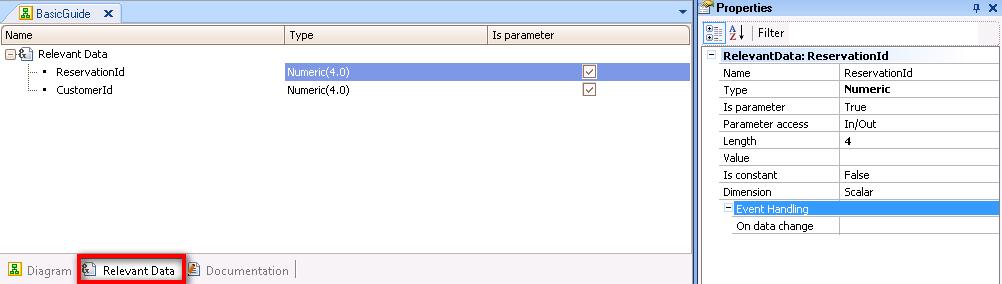 BasicGuide
Name Type Is parameter
Relevant Data
ReservationId Numeric(4.0)
CustomerId Numeric(4.0)
Diagram Relevant Data Documentation
Properties
Filter
RelevantData: ReservationId
Name ReservationId
Type Numeric
Is parameter True
Parameter access In/Out
Length 4
Value
Is constant False
Dimension Scalar
Event Handling
On data change